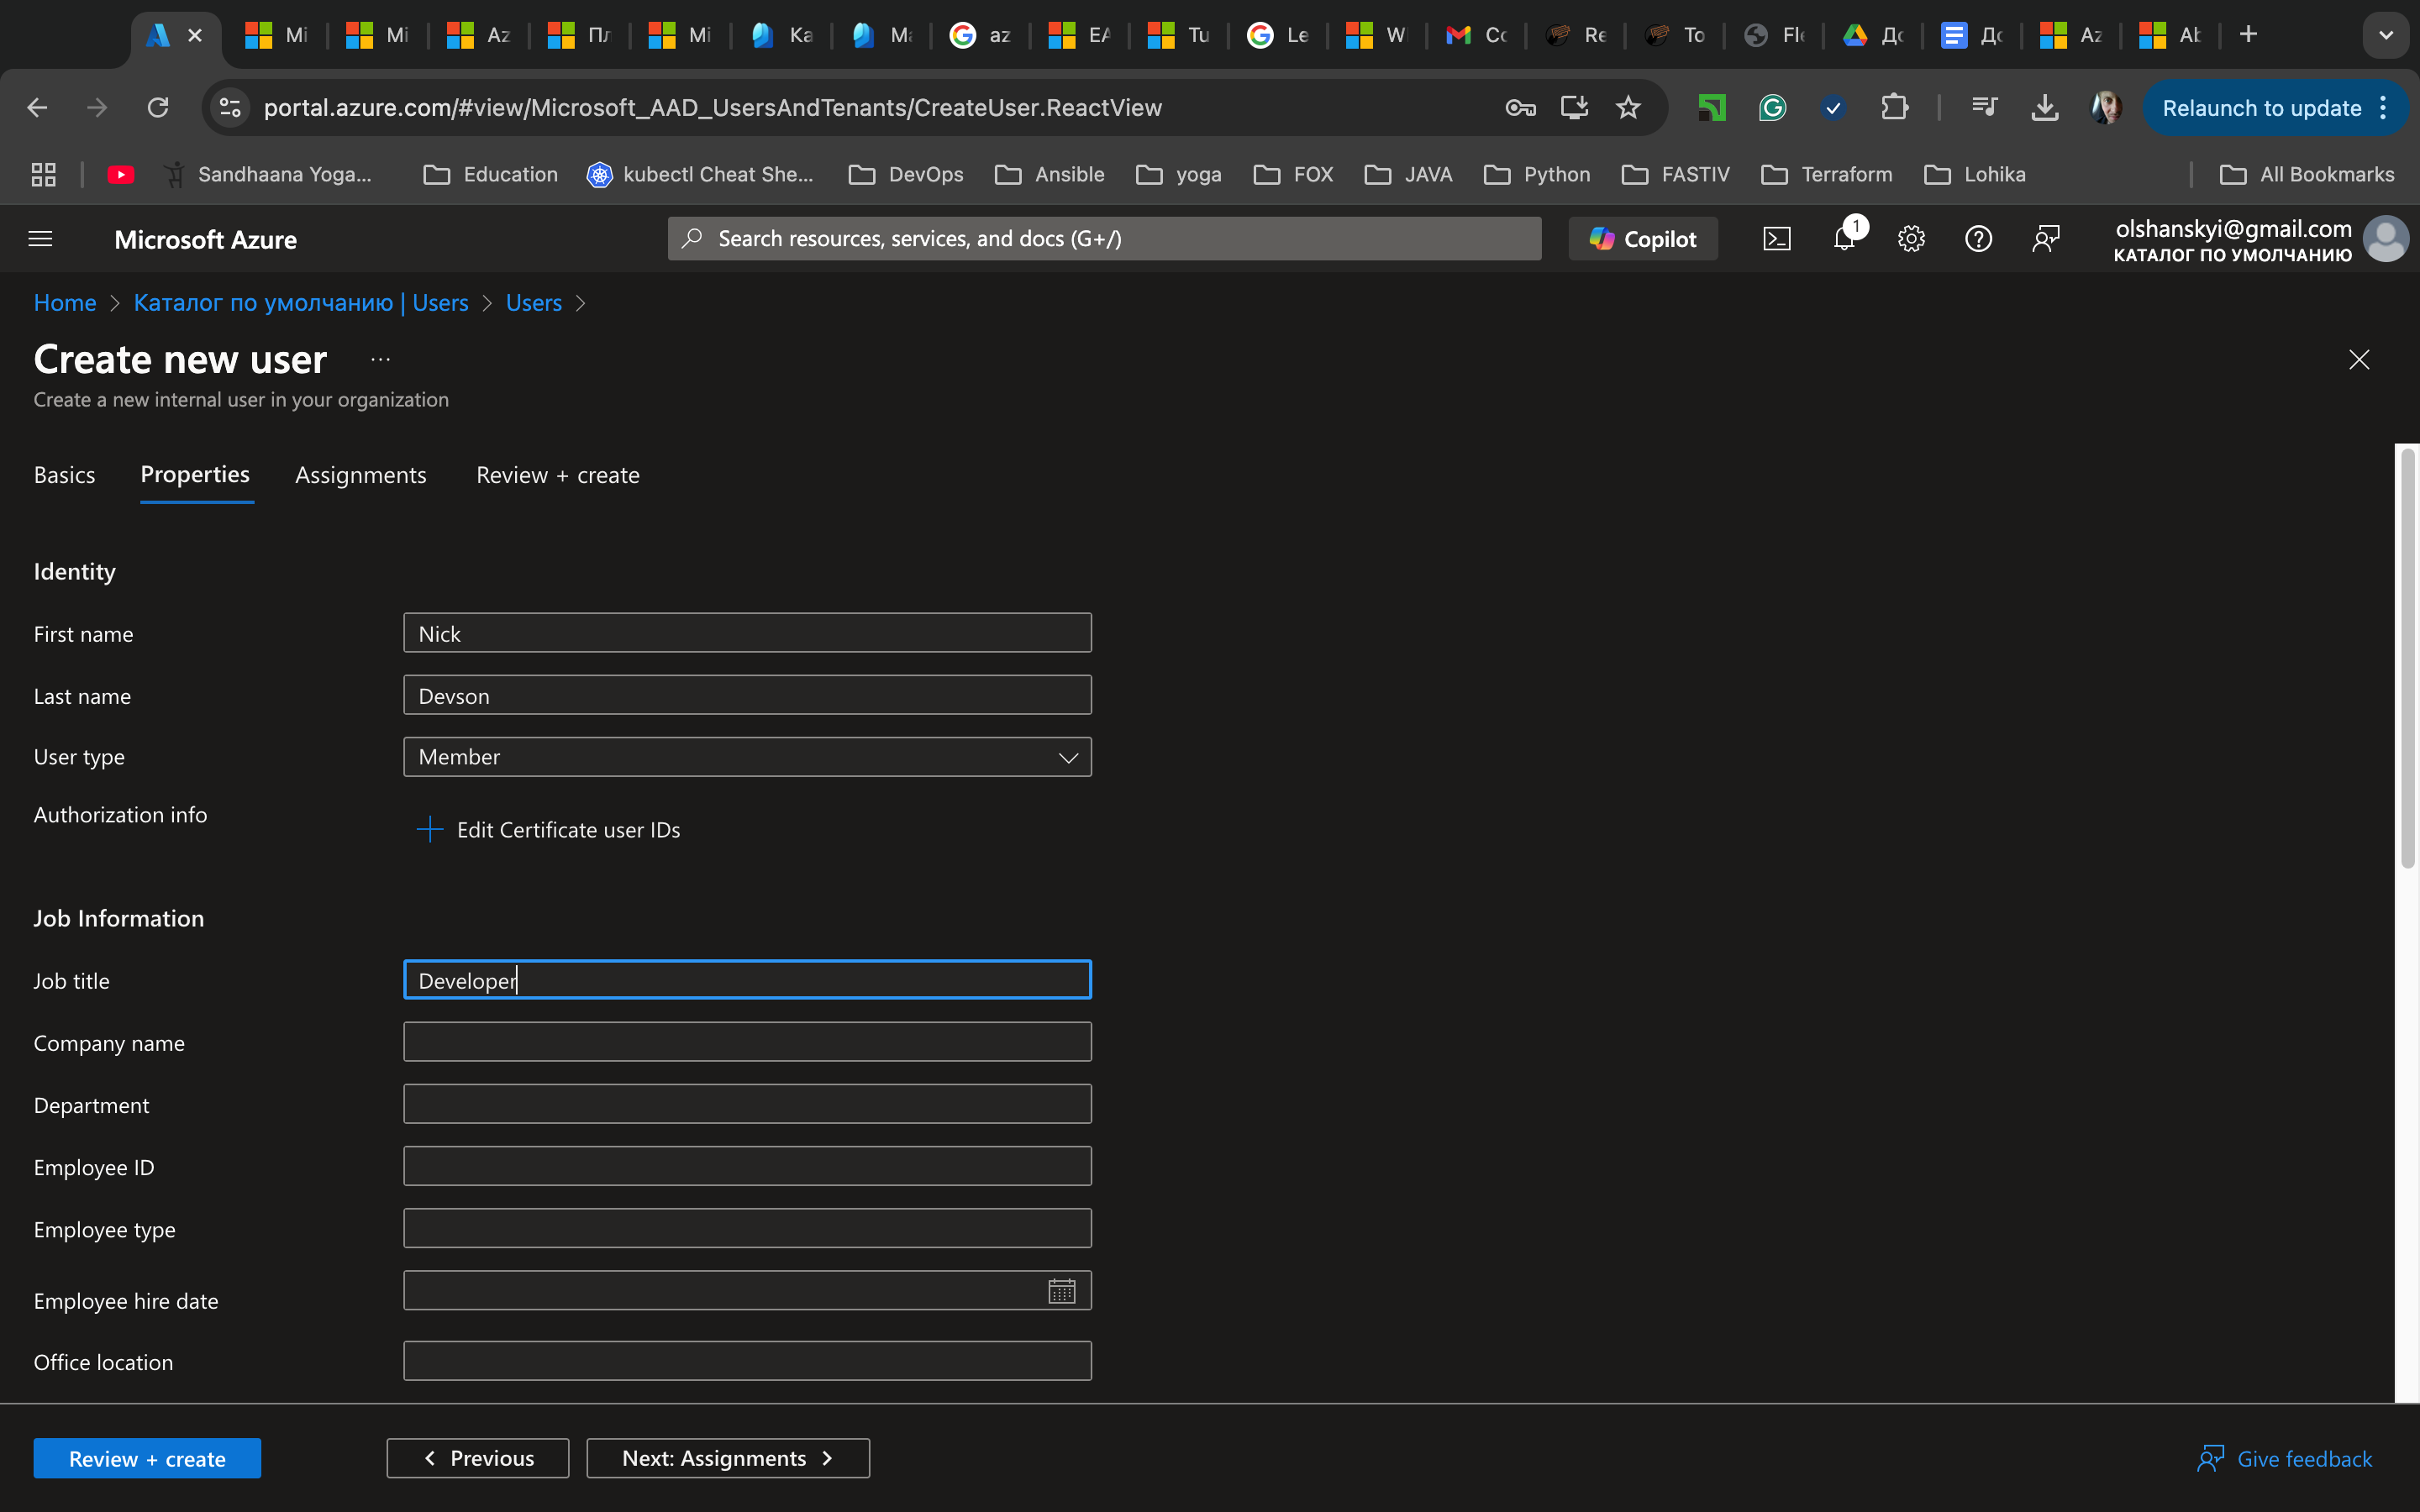 Mi
Mi
Az
Пл
Mi
Ka
Ma
az
EA
Tu
Le
W
Co
Re
To
Fle
До
До
Az
Ab
portal.azure.com/#view/Microsoft_AAD_UsersAndTenants/CreateUser.ReactView
Relaunch to update
Sandhaana Yoga...
Education
kubectl Cheat She...
DevOps
Ansible
yoga
FOX
JAVA
Python
FASTIV
Terraform
Lohika
All Bookmarks
Microsoft Azure
Search resources, services, and docs (G+/)
Copilot
1
olshanskyi@gmail.com
КАТАЛОГ ПО УМОЛЧАНИЮ
Home > Каталог по умолчанию | Users > Users >
Create new user ...
Create a new internal user in your organization
Basics
Properties
Assignments
Review + create
Identity
First name
Nick
Last name
Devson
User type
Member
Authorization info
Edit Certificate user IDs
Job Information
Job title
Developer
Company name
Department
Employee ID
Employee type
Employee hire date
Office location
Review + create
Previous
Next: Assignments
Give feedback